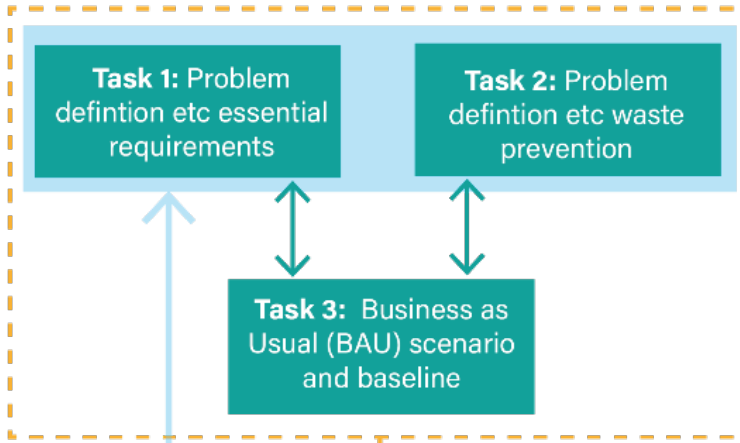 Task 1: Problem
defintion etc essential
requirements
Task 2: Problem
defintion etc waste
prevention
Task 3: Business as
Usual (BAU) scenario
and baseline